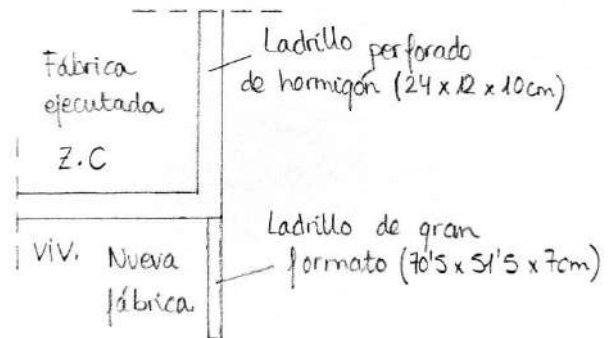 Fábrica
ejecutada
Z.C
Ladrillo perforado
de hormigón (24 x 12 x 10cm)
Viv. Nueva
fábrica
Ladrillo de gran
formato (70'5 x 51'5 x 7cm)